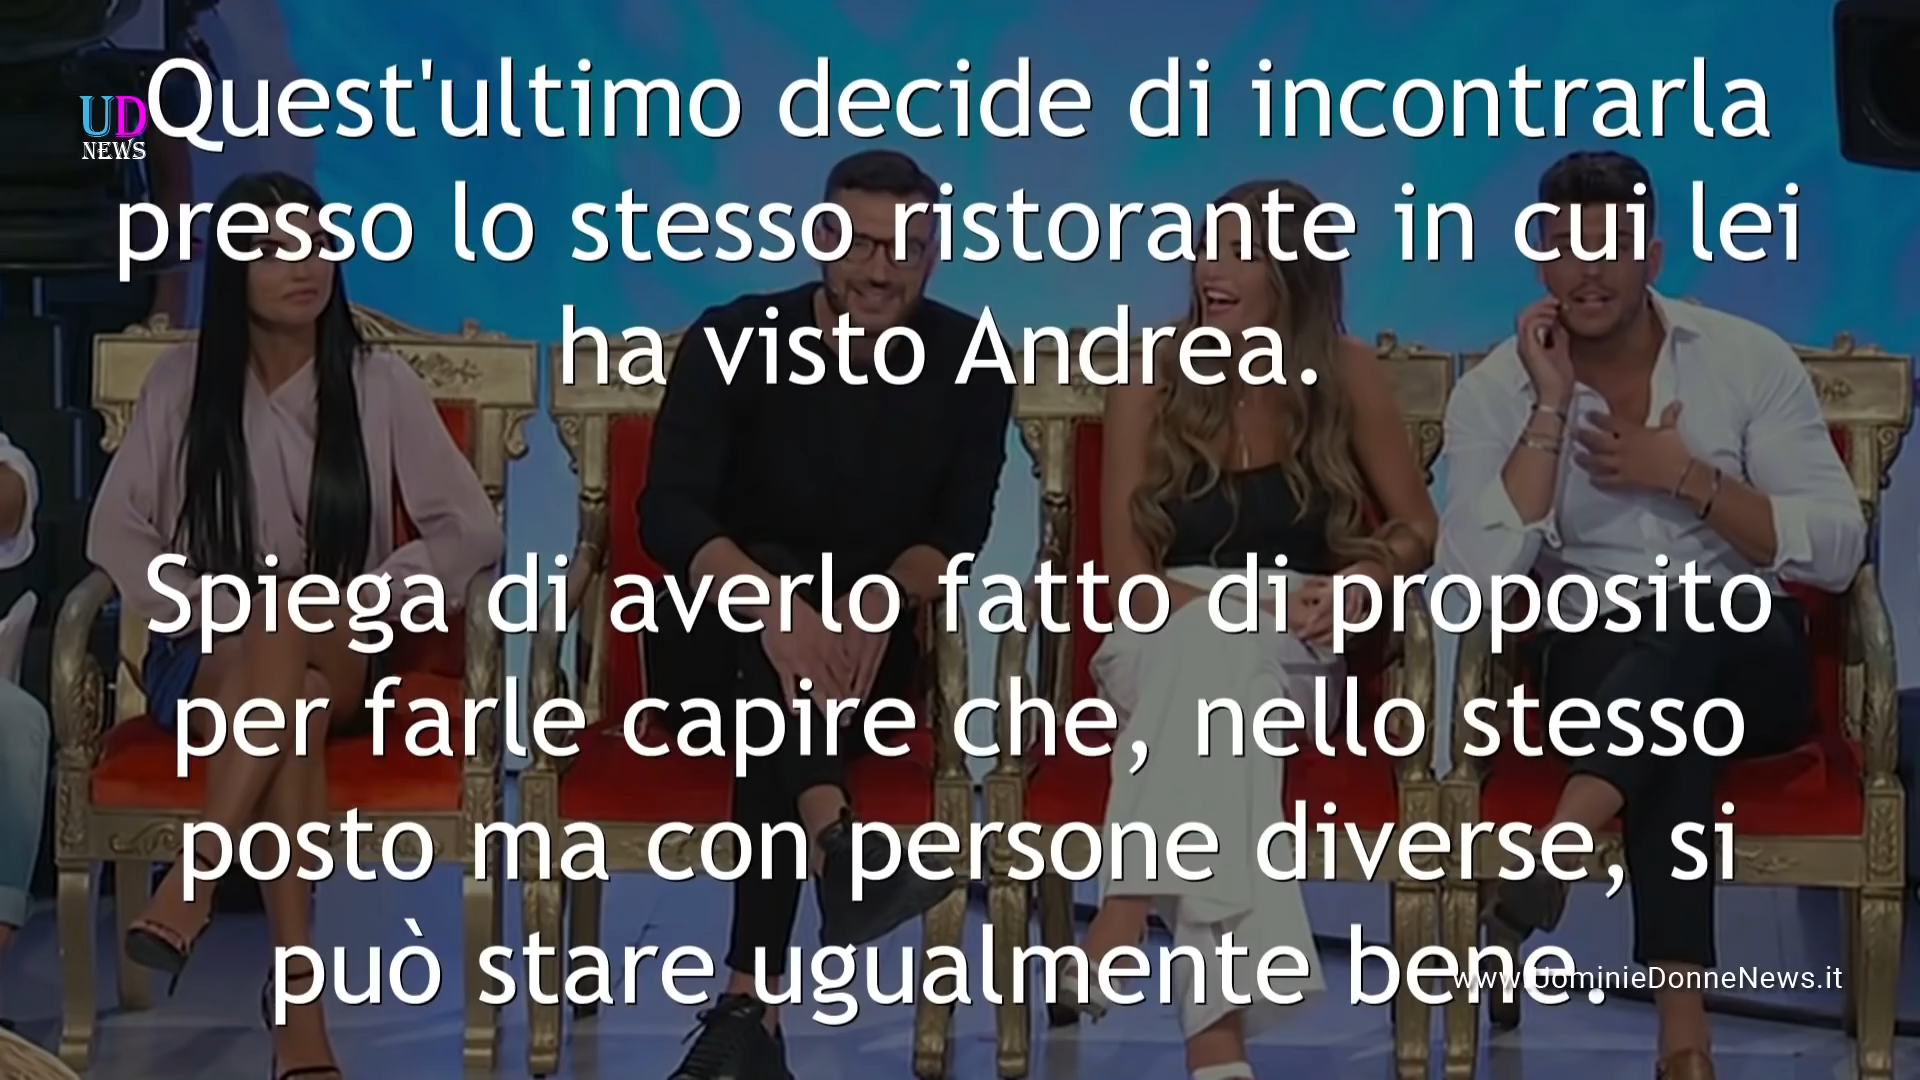 UD
NEWS
Quest'ultimo decide di incontrarla
presso lo stesso ristorante in cui lei
ha visto Andrea.
Spiega di averlo fatto di proposito
per farle capire che, nello stesso
posto ma con persone diverse, si
può stare ugualmente bene.
www.UominieDonneNews.it